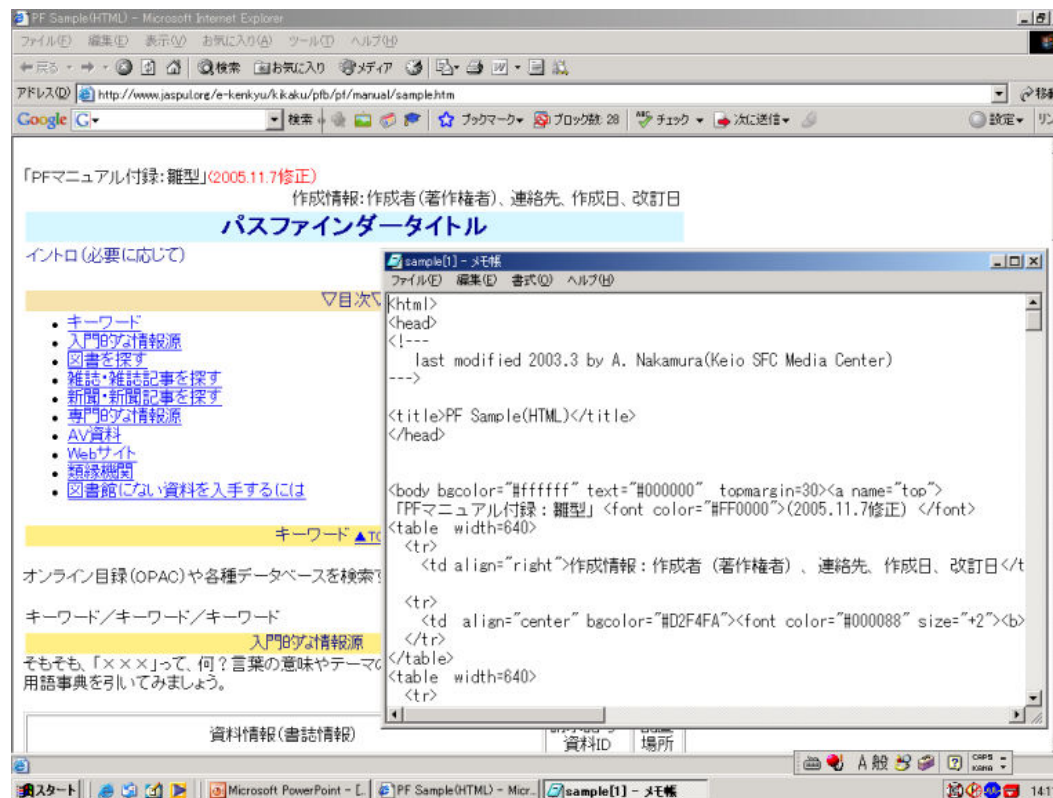 PF Sample(HTML) - Microsoft Internet Explorer
ファイル(F) 編集(E) 表示(V) お気に入り(A) ツール(T) ヘルプ(H)
戻る 検索 お気に入り メディア
アドレス(D) http://www.jaspul.org/e-kenkyu/kikaku/pfb/pf/manual/sample.htm 移動
Google G 検索 ブックマーク ブロック数: 28 チェック 次に送信 設定
「PFマニュアル付録:雛型」(2005.11.7修正)
作成情報:作成者(著作権者)、連絡先、作成日、改訂日
パスファインダータイトル
イントロ(必要に応じて)
▽目次▽
• キーワード
• 入門的な情報源
• 図書を探す
• 雑誌・雑誌記事を探す
• 新聞・新聞記事を探す
• 専門的な情報源
• AV資料
• Webサイト
• 類縁機関
• 図書館にない資料を入手するには
キーワード ▲TO
オンライン目録(OPAC)や各種データベースを検索
キーワード/キーワード/キーワード
入門的な情報源
そもそも、「×××」って、何?言葉の意味やテーマの
用語事典を引いてみましょう。
資料情報(書誌情報)
資料ID 場所
sample[1] - メモ帳
ファイル(F) 編集(E) 書式(O) ヘルプ(H)
<html>
<head>
<!---
last modified 2003.3 by A. Nakamura(Keio SFC Media Center)
--->
<title>PF Sample(HTML)</title>
</head>
<body bgcolor="#ffffff" text="#000000" topmargin=30><a name="top">
「PFマニュアル付録:雛型」<font color="#FF0000">(2005.11.7修正) </font>
<table width=640>
<tr>
<td align="right">作成情報:作成者(著作権者)、連絡先、作成日、改訂日</t
<tr>
<td align="center" bgcolor="#D2F4FA"><font color="#000088" size="+2"><b>
</tr>
</table>
<table width=640>
<tr>
A 般 CAPS KANA
スタート Microsoft PowerPoint - [... PF Sample(HTML) - Micr... sample[1] - メモ帳 14:1